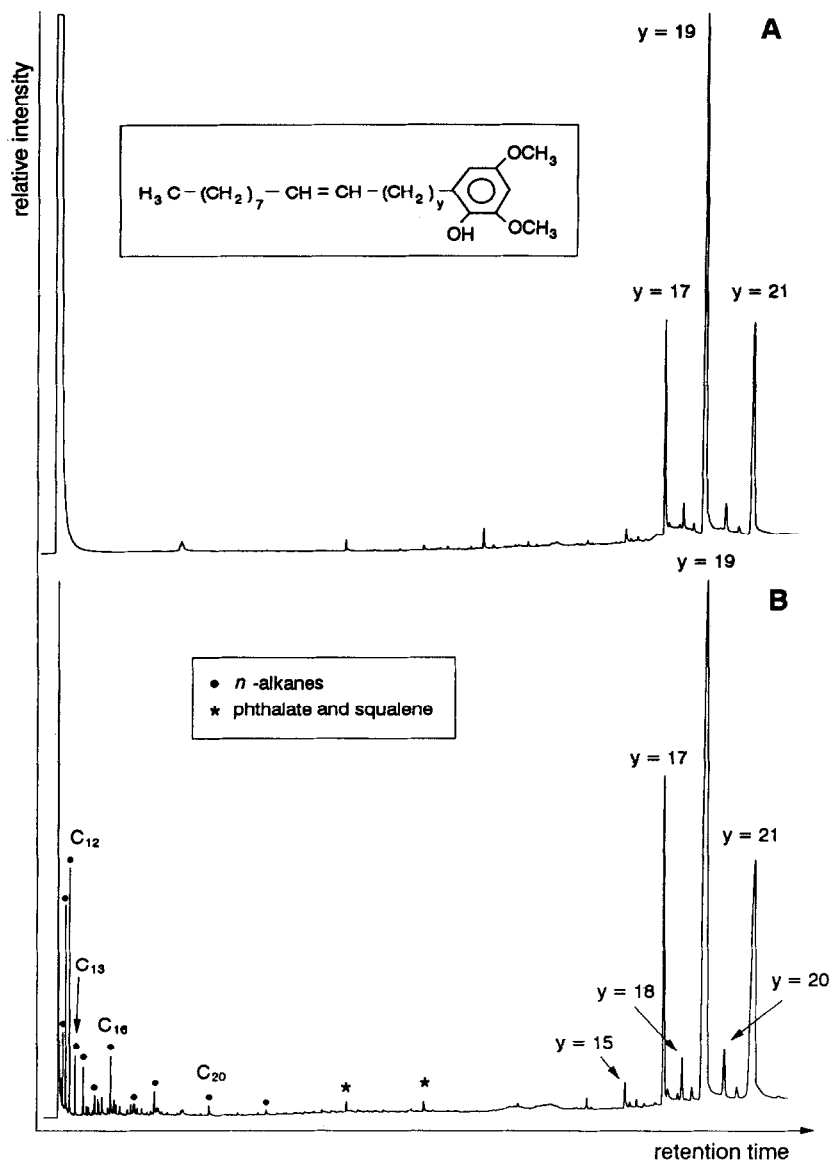 A
y = 19
relative intensity
H₃C-(CH₂)₇-CH=CH-(CH₂)y
OCH₃
OCH₃
OH
y = 17
y = 21
B
y = 19
● n -alkanes
* phthalate and squalene
y = 17
C₁₂
y = 21
C₁₃
y = 18
y = 20
C₁₆
y = 15
C₂₀
*
*
retention time